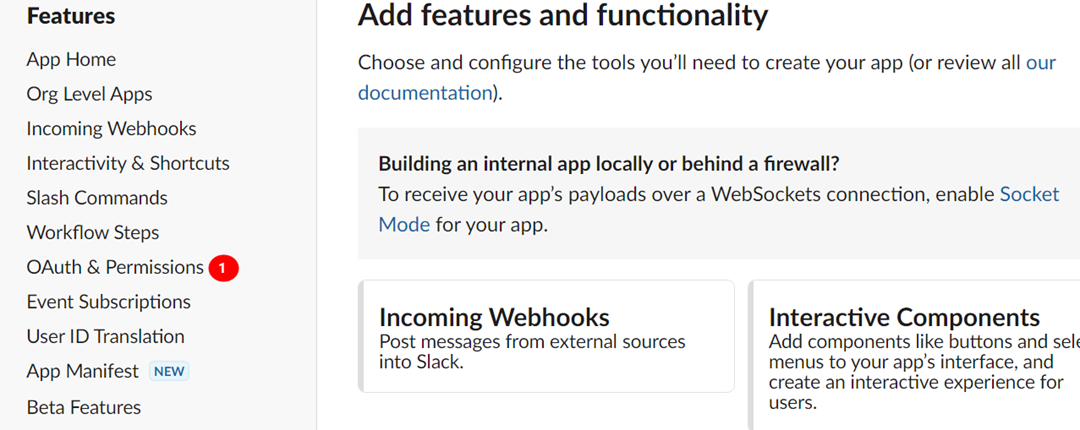 Features
App Home
Org Level Apps
Incoming Webhooks
Interactivity & Shortcuts
Slash Commands
Workflow Steps
OAuth & Permissions 1
Event Subscriptions
User ID Translation
App Manifest NEW
Beta Features
Add features and functionality
Choose and configure the tools you’ll need to create your app (or review all our
documentation).
Building an internal app locally or behind a firewall?
To receive your app’s payloads over a WebSockets connection, enable Socket
Mode for your app.
Incoming Webhooks
Post messages from external sources
into Slack.
Interactive Components
Add components like buttons and sele
menus to your app’s interface, and
create an interactive experience for
users.